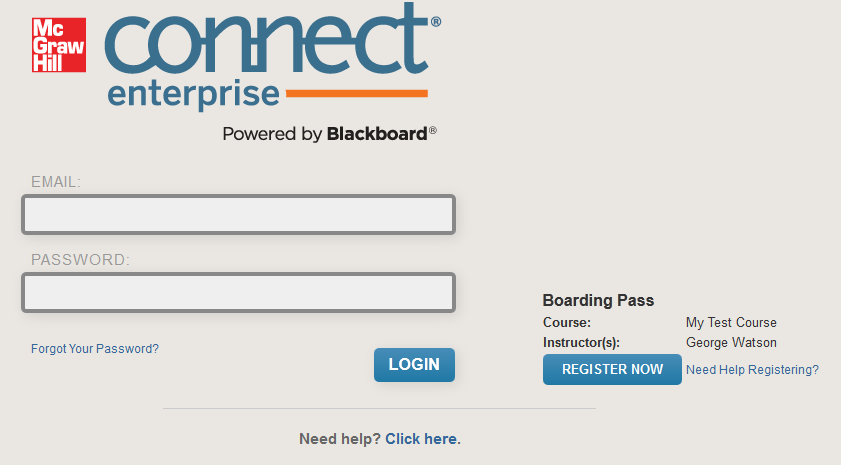 Mc
Graw
Hill
connect®
enterprise
Powered by Blackboard®
EMAIL:
PASSWORD:
Forgot Your Password?
LOGIN
Boarding Pass
Course: My Test Course
Instructor(s): George Watson
REGISTER NOW Need Help Registering?
Need help? Click here.